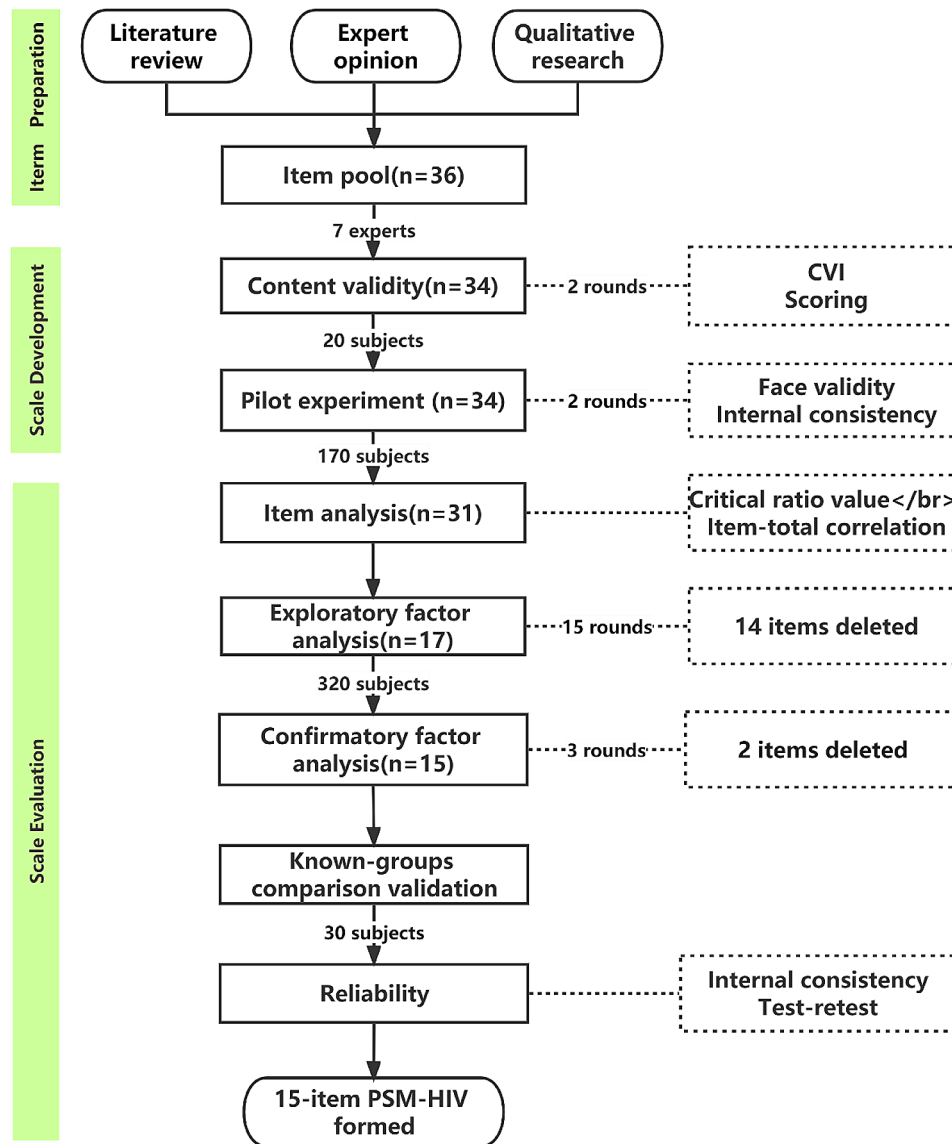 Literature
review
Expert
opinion
Qualitative
research
Iterm Preparation
Item pool(n=36)
7 experts
Scale Development
Content validity(n=34)
2 rounds
CVI
Scoring
20 subjects
Pilot experiment (n=34)
2 rounds
Face validity
Internal consistency
170 subjects
Scale Evaluation
Item analysis(n=31)
Critical ratio value</br>
Item-total correlation
Exploratory factor
analysis(n=17)
15 rounds
14 items deleted
320 subjects
Confirmatory factor
analysis(n=15)
3 rounds
2 items deleted
Known-groups
comparison validation
30 subjects
Reliability
Internal consistency
Test-retest
15-item PSM-HIV
formed